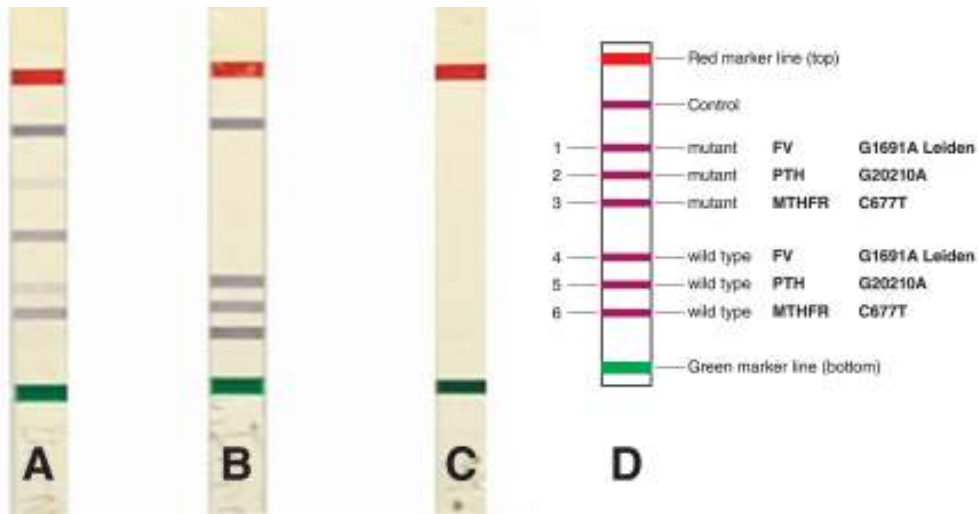 Red marker line (top)
Control
1 mutant FV G1691A Leiden
2 mutant PTH G20210A
3 mutant MTHFR C677T
4 wild type FV G1691A Leiden
5 wild type PTH G20210A
6 wild type MTHFR C677T
Green marker line (bottom)
A B C D